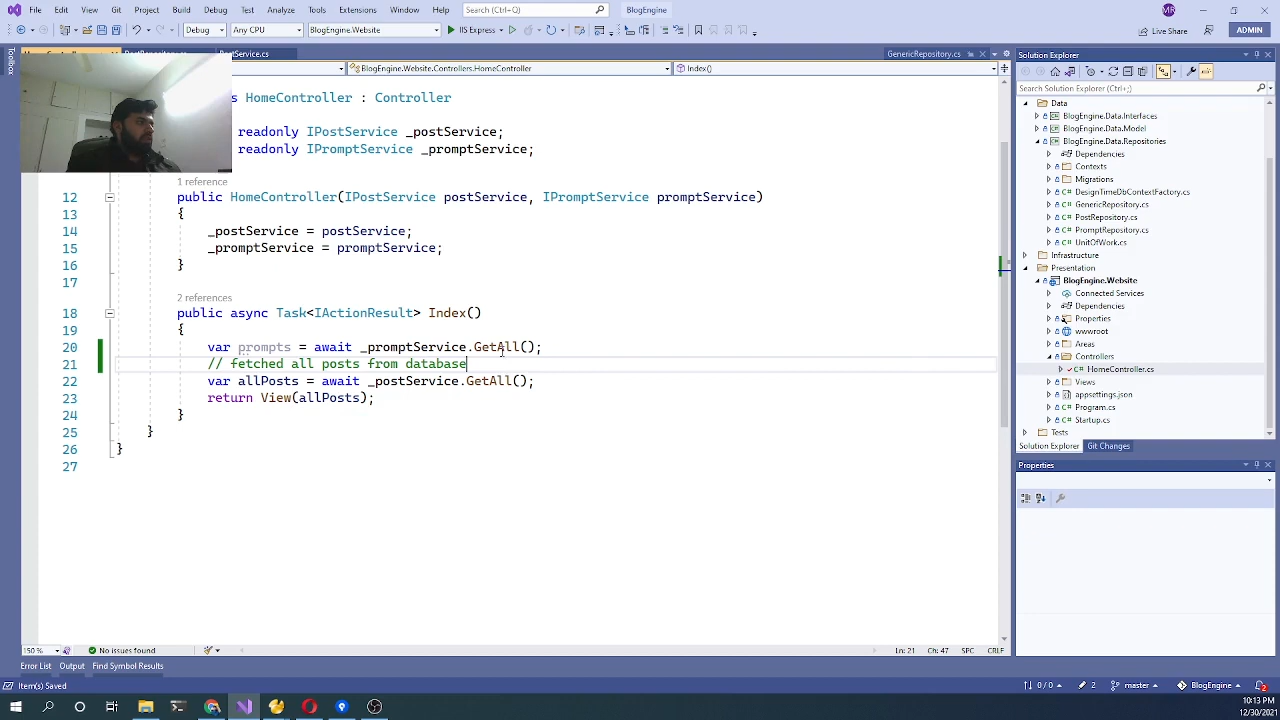 File Edit View Git Project Build Debug Test Analyze Tools Extensions Window Help Search (Ctrl+Q) BlogEngine MR
Debug Any CPU BlogEngine.Website IIS Express Live Share ADMIN
PostService.cs GenericRepository.cs
BlogEngine.Website.Controllers.HomeController Index()
Toolbox
s HomeController : Controller
readonly IPostService _postService;
readonly IPromptService _promptService;
1 reference
12 public HomeController(IPostService postService, IPromptService promptService)
13 {
14 _postService = postService;
15 _promptService = promptService;
16 }
17
2 references
18 public async Task<IActionResult> Index()
19 {
20 var prompts = await _promptService.GetAll();
21 // fetched all posts from database
22 var allPosts = await _postService.GetAll();
23 return View(allPosts);
24 }
25 }
26 }
27
150 % No issues found Ln: 21 Ch: 47 SPC CRLF
Error List Output Find Symbol Results
Item(s) Saved 0 / 0 2 master BlogEngine 2
Solution Explorer
Search Solution Explorer (Ctrl+;)
Data
BlogEngine.Data.Interfaces
BlogEngine.Data.Model
BlogEngine.Data.Repositories
Dependencies
Contexts
Migrations
DesignTimeDbContextFactory.cs
GenericRepository.cs
PostRepository.cs
PromptRepository.cs
UnitOfWork.cs
Infrastructure
Presentation
BlogEngine.Website
Connected Services
Dependencies
Properties
wwwroot
Areas
Controllers
HomeController.cs
Views
appsettings.json
Program.cs
Startup.cs
Tests
Solution Explorer Git Changes
Properties
10:13 PM
12/30/2021